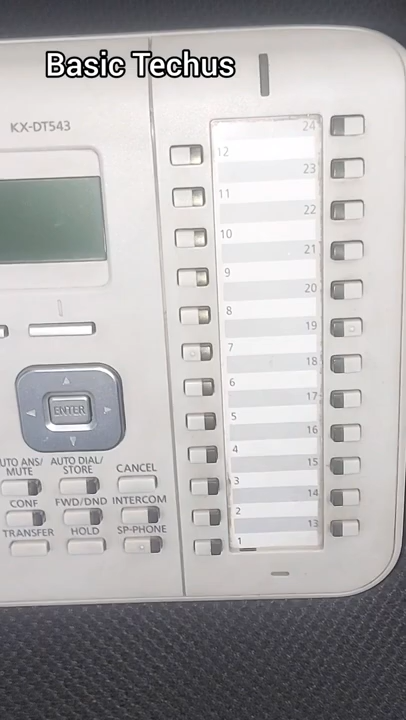 Basic Techus
KX-DT543
24
12
23
11
22
10
21
9
20
8
19
7
18
6
17
5
16
4
15
3
14
2
13
1
ENTER
UTO ANS/
MUTE
AUTO DIAL/
STORE
CANCEL
CONF
FWD/DND
INTERCOM
TRANSFER
HOLD
SP-PHONE